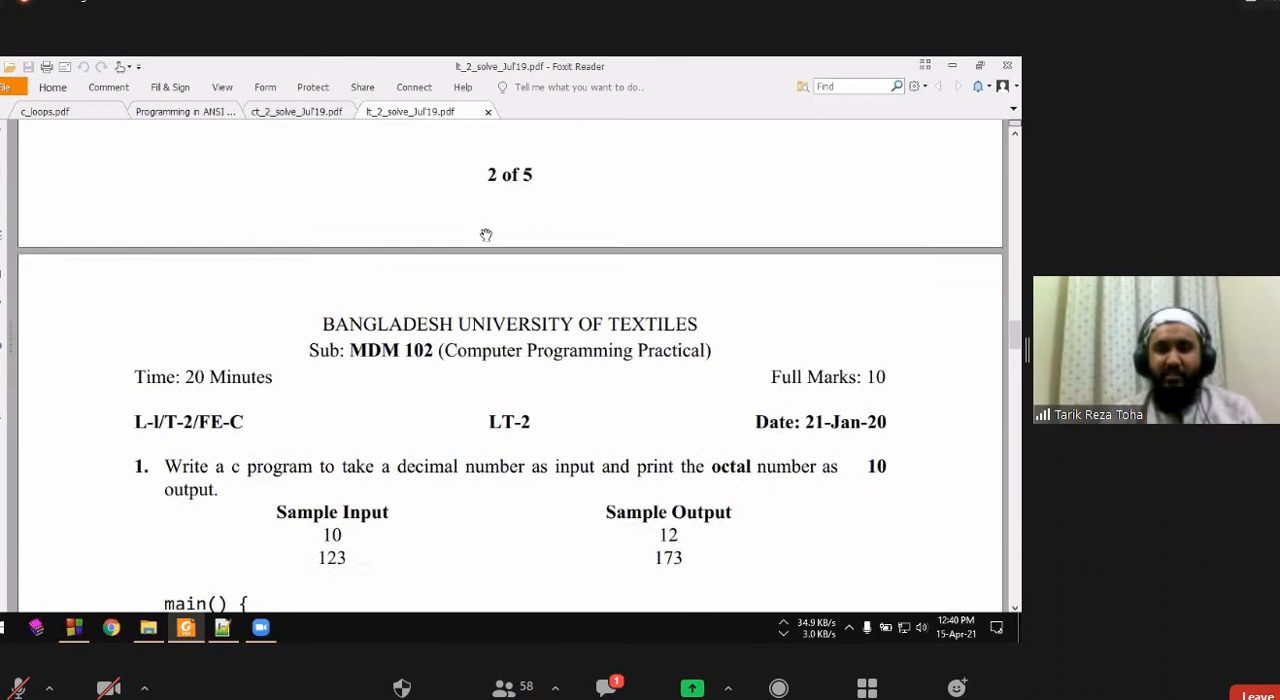 lt_2_solve_Jul'19.pdf - Foxit Reader
Home Comment Fill & Sign View Form Protect Share Connect Help Tell me what you want to do.. Find
c_loops.pdf Programming in ANSI ... ct_2_solve_Jul'19.pdf lt_2_solve_Jul'19.pdf
2 of 5
BANGLADESH UNIVERSITY OF TEXTILES
Sub: MDM 102 (Computer Programming Practical)
Time: 20 Minutes Full Marks: 10
L-I/T-2/FE-C LT-2 Date: 21-Jan-20
1. Write a c program to take a decimal number as input and print the octal number as 10
output.
Sample Input Sample Output
10 12
123 173
main() {
Tarik Reza Toha
34.9 KB/s 12:40 PM
3.0 KB/s 15-Apr-21
58 1
Leave